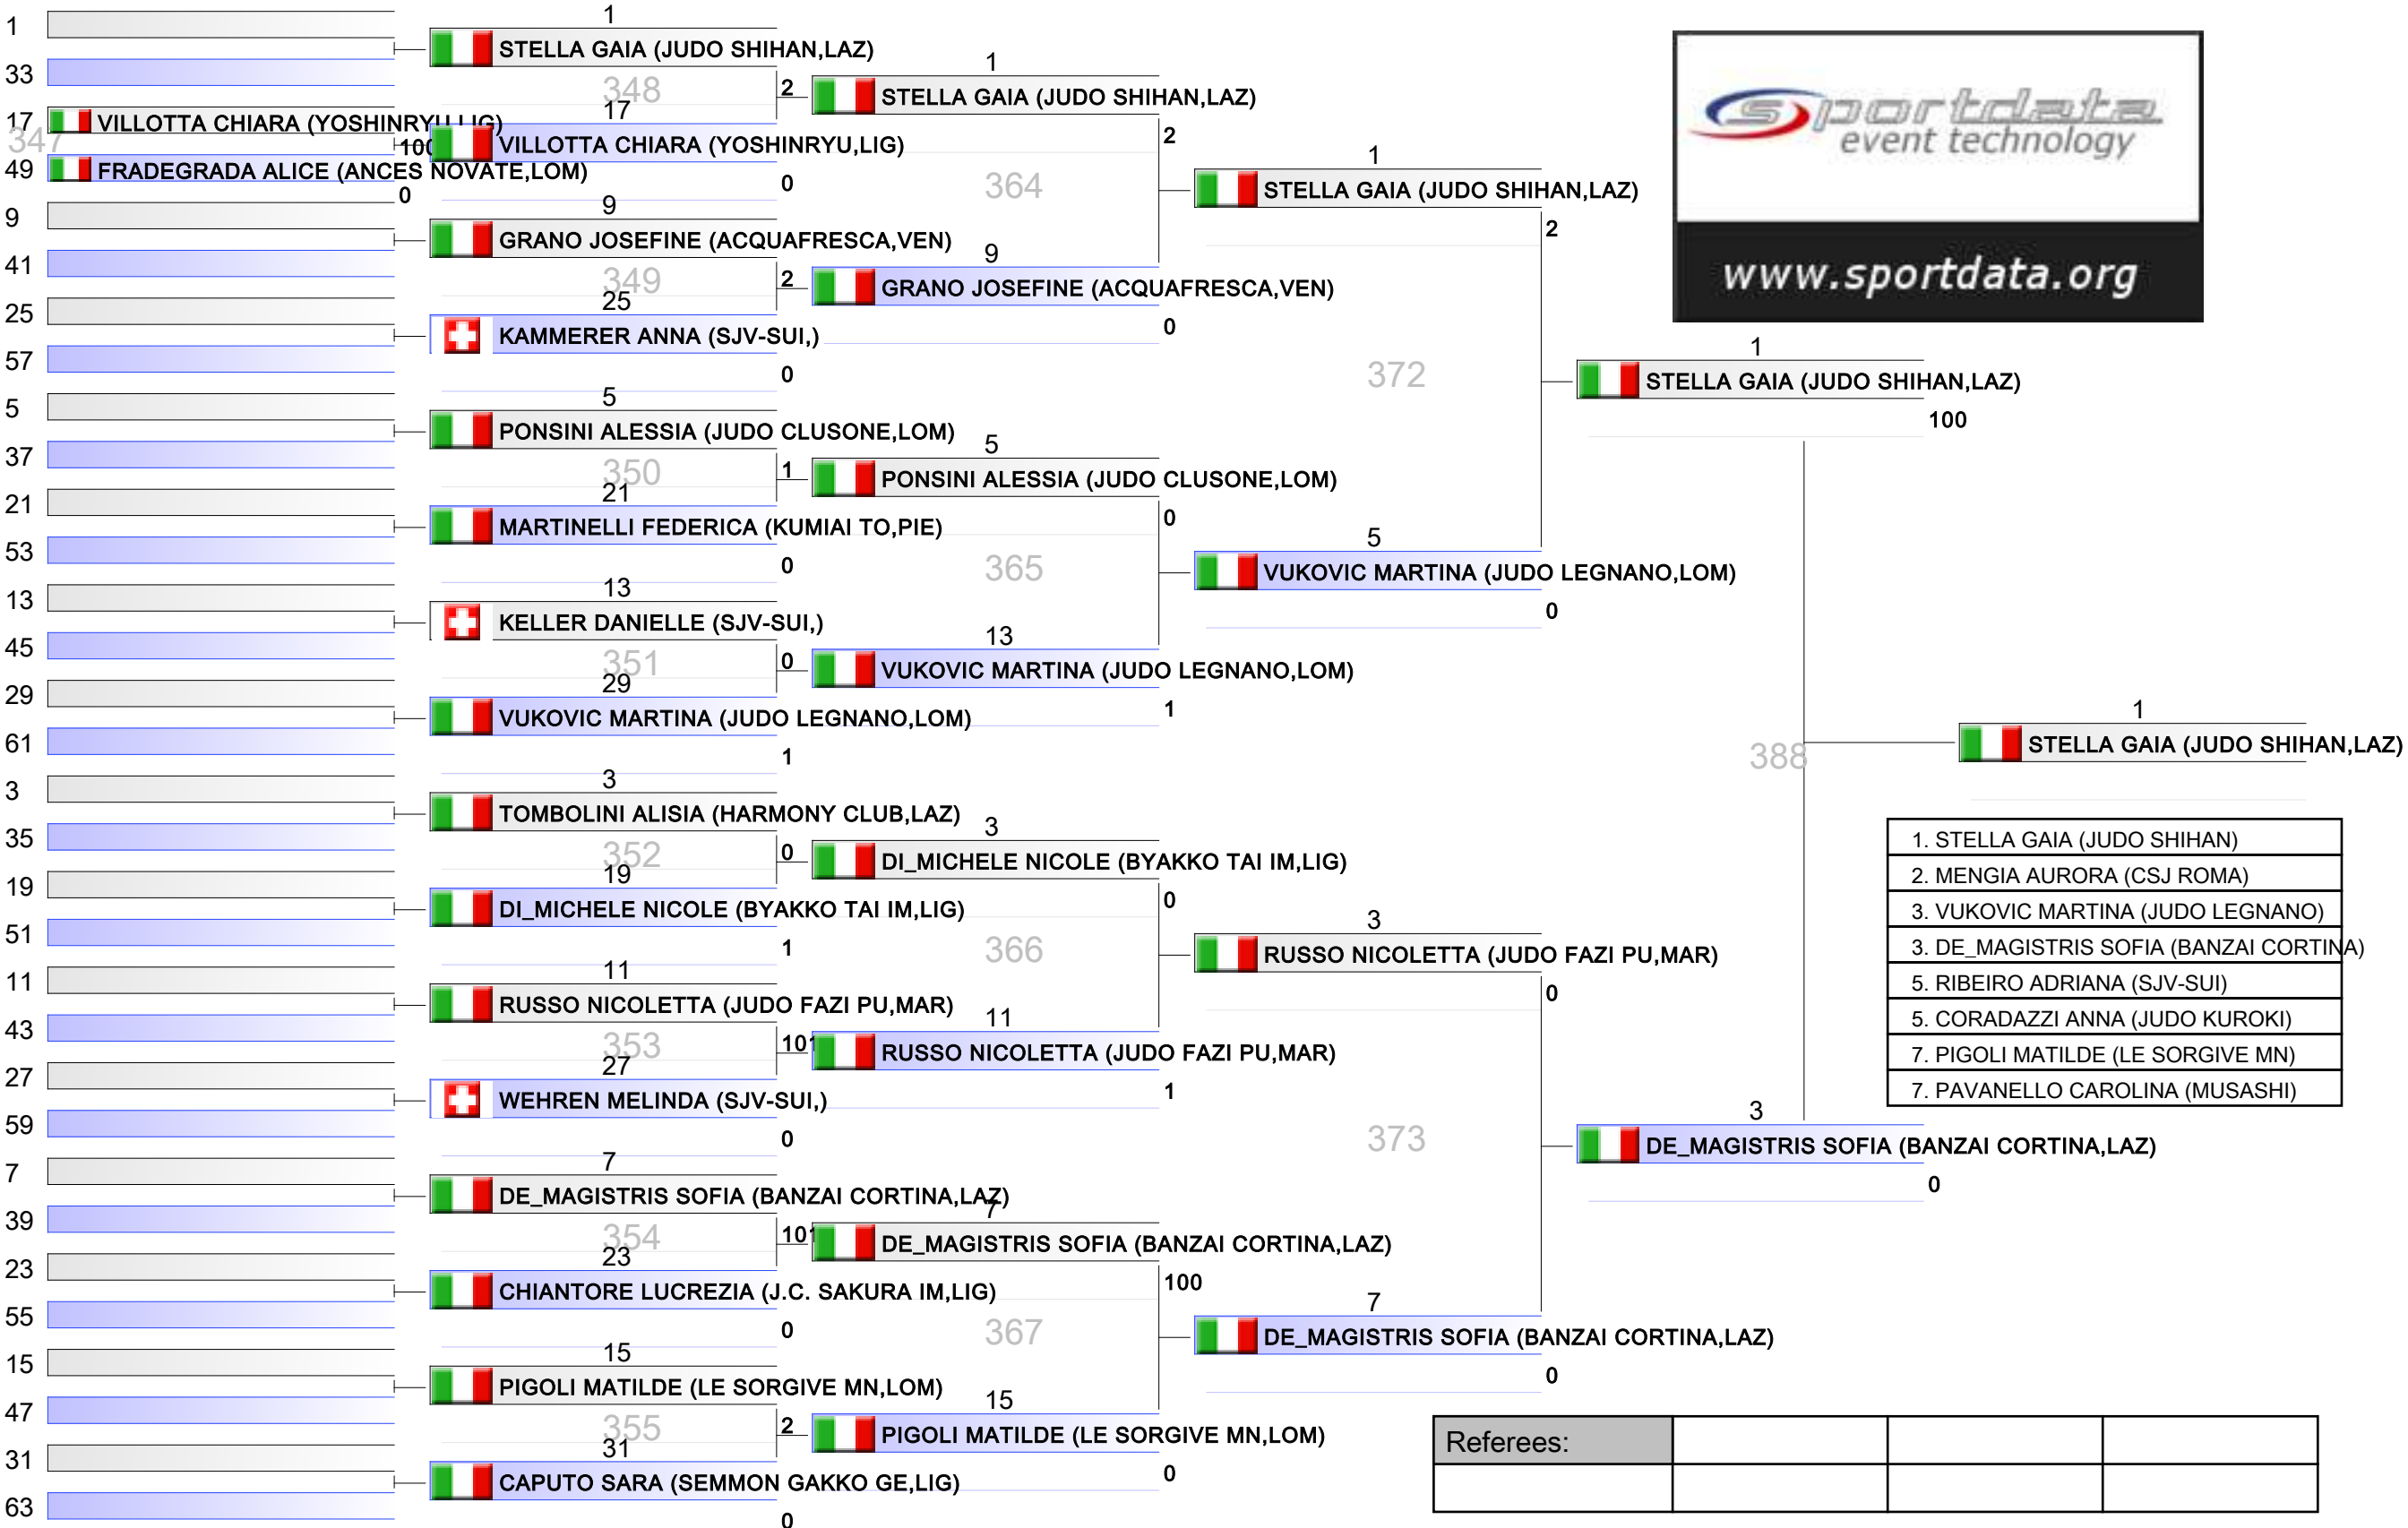 1
33
17 VILLOTTA CHIARA (YOSHINRYU,LIG)
347
100
49 FRADEGRADA ALICE (ANCES NOVATE,LOM)
0
9
41
25
57
5
37
21
53
13
45
29
61
3
35
19
51
11
43
27
59
7
39
23
55
15
47
31
63
1
STELLA GAIA (JUDO SHIHAN,LAZ)
348
2
17
VILLOTTA CHIARA (YOSHINRYU,LIG)
0
9
GRANO JOSEFINE (ACQUAFRESCA,VEN)
349
2
25
KAMMERER ANNA (SJV-SUI,)
0
5
PONSINI ALESSIA (JUDO CLUSONE,LOM)
350
1
21
MARTINELLI FEDERICA (KUMIAI TO,PIE)
0
13
KELLER DANIELLE (SJV-SUI,)
351
0
29
VUKOVIC MARTINA (JUDO LEGNANO,LOM)
1
3
TOMBOLINI ALISIA (HARMONY CLUB,LAZ)
352
0
19
DI_MICHELE NICOLE (BYAKKO TAI IM,LIG)
1
11
RUSSO NICOLETTA (JUDO FAZI PU,MAR)
353
101
27
WEHREN MELINDA (SJV-SUI,)
0
7
DE_MAGISTRIS SOFIA (BANZAI CORTINA,LAZ)
354
101
23
CHIANTORE LUCREZIA (J.C. SAKURA IM,LIG)
0
15
PIGOLI MATILDE (LE SORGIVE MN,LOM)
355
2
31
CAPUTO SARA (SEMMON GAKKO GE,LIG)
0
1
STELLA GAIA (JUDO SHIHAN,LAZ)
2
364
9
GRANO JOSEFINE (ACQUAFRESCA,VEN)
0
5
PONSINI ALESSIA (JUDO CLUSONE,LOM)
0
365
13
VUKOVIC MARTINA (JUDO LEGNANO,LOM)
1
3
DI_MICHELE NICOLE (BYAKKO TAI IM,LIG)
0
366
11
RUSSO NICOLETTA (JUDO FAZI PU,MAR)
1
7
DE_MAGISTRIS SOFIA (BANZAI CORTINA,LAZ)
100
367
15
PIGOLI MATILDE (LE SORGIVE MN,LOM)
0
1
STELLA GAIA (JUDO SHIHAN,LAZ)
2
372
5
VUKOVIC MARTINA (JUDO LEGNANO,LOM)
0
3
RUSSO NICOLETTA (JUDO FAZI PU,MAR)
0
373
7
DE_MAGISTRIS SOFIA (BANZAI CORTINA,LAZ)
0
sportdata
event technology
www.sportdata.org
1
STELLA GAIA (JUDO SHIHAN,LAZ)
100
388
3
DE_MAGISTRIS SOFIA (BANZAI CORTINA,LAZ)
0
1
STELLA GAIA (JUDO SHIHAN,LAZ)
1. STELLA GAIA (JUDO SHIHAN)
2. MENGIA AURORA (CSJ ROMA)
3. VUKOVIC MARTINA (JUDO LEGNANO)
3. DE_MAGISTRIS SOFIA (BANZAI CORTINA)
5. RIBEIRO ADRIANA (SJV-SUI)
5. CORADAZZI ANNA (JUDO KUROKI)
7. PIGOLI MATILDE (LE SORGIVE MN)
7. PAVANELLO CAROLINA (MUSASHI)
Referees: